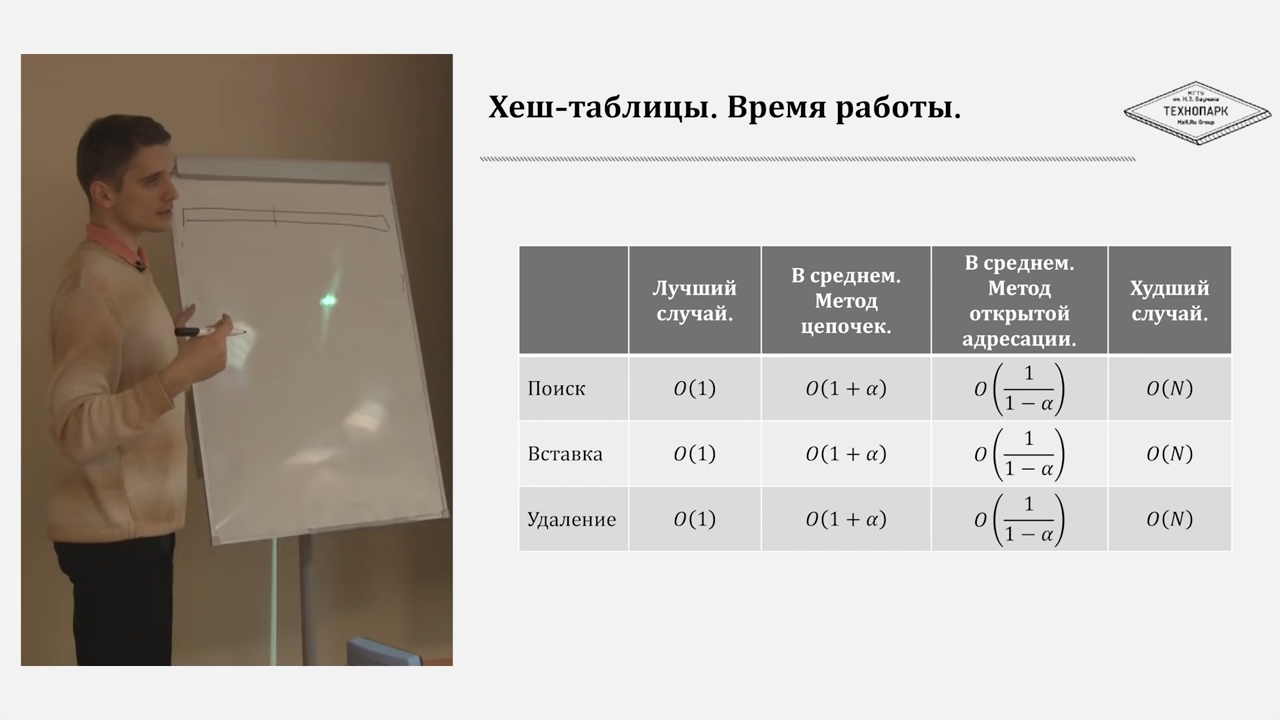 Хеш-таблицы. Время работы.
МГТУ
им. Н.Э. Баумана
ТЕХНОПАРК
Mail.Ru Group
Лучший случай.
В среднем. Метод цепочек.
В среднем. Метод открытой адресации.
Худший случай.
Поиск O(1) O(1 + α) O(1/(1 − α)) O(N)
Вставка O(1) O(1 + α) O(1/(1 − α)) O(N)
Удаление O(1) O(1 + α) O(1/(1 − α)) O(N)